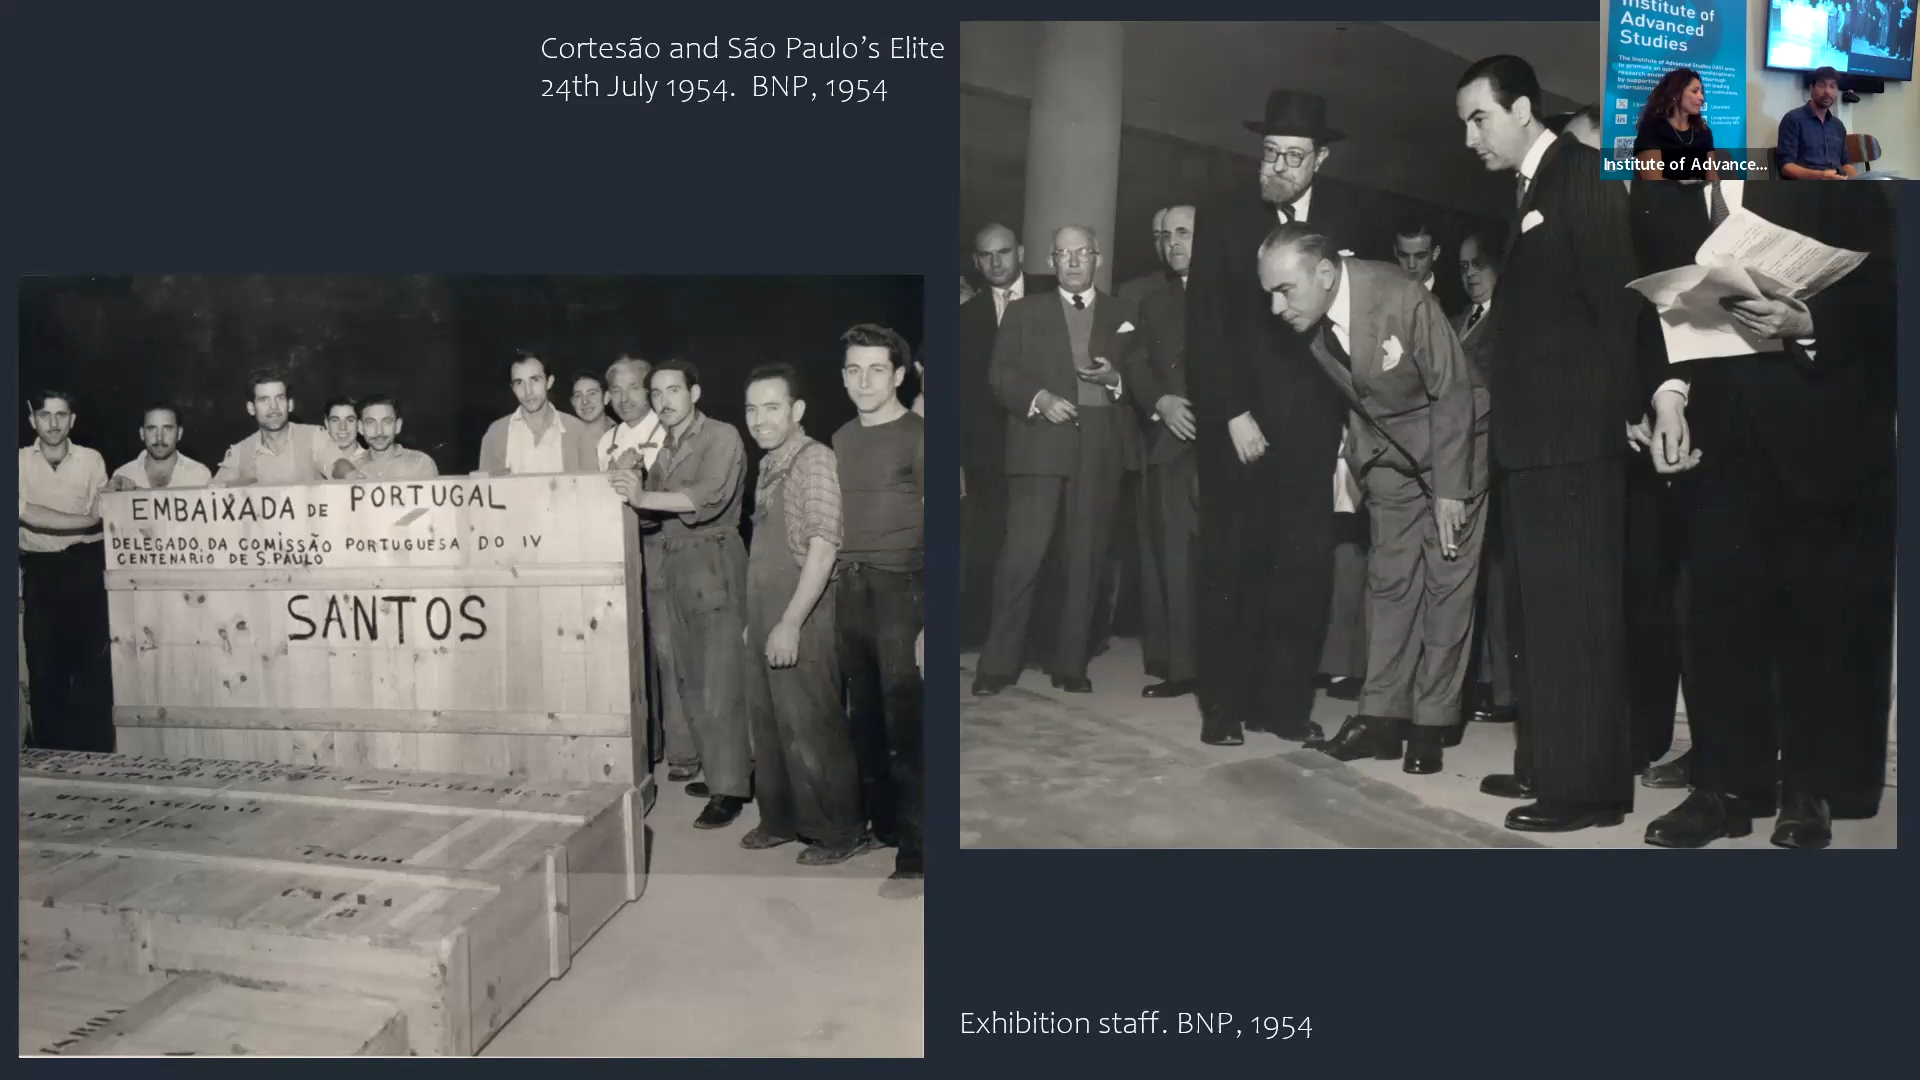 Cortesão and São Paulo’s Elite
24th July 1954. BNP, 1954
Institute of
Advanced
Studies
Institute of Advance...
EMBAIXADA DE PORTUGAL
DELEGADO DA COMISSÃO PORTUGUESA DO IV
CENTENARIO DE S.PAULO
SANTOS
LISBOA
Exhibition staff. BNP, 1954